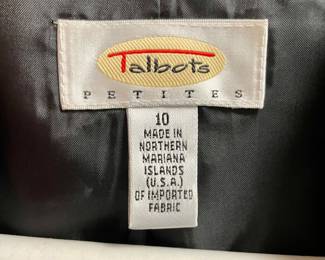 Talbots
PETITES
10
MADE IN
NORTHERN
MARIANA
ISLANDS
(U.S.A.)
OF IMPORTED
FABRIC